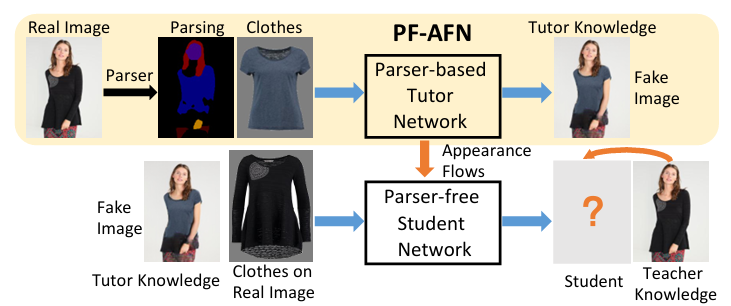 Real Image
Parser
Parsing
Clothes
PF-AFN
Parser-based
Tutor
Network
Tutor Knowledge
Fake
Image
Appearance
Flows
Fake
Image
Tutor Knowledge
Clothes on
Real Image
Parser-free
Student
Network
?
Student
Teacher
Knowledge